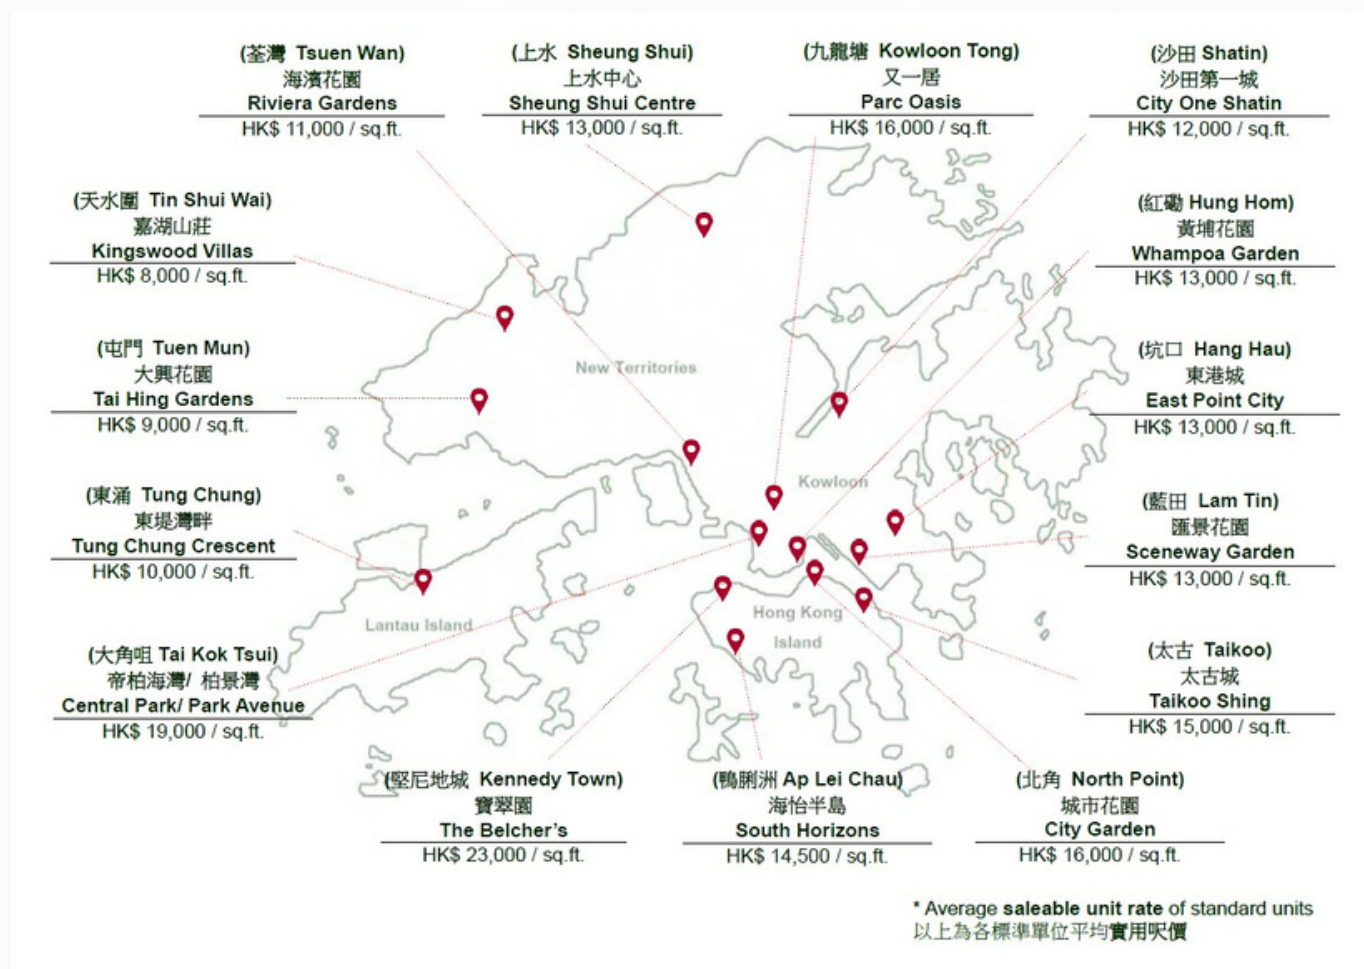 (荃灣 Tsuen Wan)
海濱花園
Riviera Gardens
HK$ 11,000 / sq.ft.
(上水 Sheung Shui)
上水中心
Sheung Shui Centre
HK$ 13,000 / sq.ft.
(九龍塘 Kowloon Tong)
又一居
Parc Oasis
HK$ 16,000 / sq.ft.
(沙田 Shatin)
沙田第一城
City One Shatin
HK$ 12,000 / sq.ft.
(天水圍 Tin Shui Wai)
嘉湖山莊
Kingswood Villas
HK$ 8,000 / sq.ft.
(紅磡 Hung Hom)
黃埔花園
Whampoa Garden
HK$ 13,000 / sq.ft.
(屯門 Tuen Mun)
大興花園
Tai Hing Gardens
HK$ 9,000 / sq.ft.
New Territories
(坑口 Hang Hau)
東港城
East Point City
HK$ 13,000 / sq.ft.
Kowloon
(東涌 Tung Chung)
東堤灣畔
Tung Chung Crescent
HK$ 10,000 / sq.ft.
(藍田 Lam Tin)
匯景花園
Sceneway Garden
HK$ 13,000 / sq.ft.
Lantau Island
Hong Kong
Island
(大角咀 Tai Kok Tsui)
帝柏海灣/ 柏景灣
Central Park/ Park Avenue
HK$ 19,000 / sq.ft.
(太古 Taikoo)
太古城
Taikoo Shing
HK$ 15,000 / sq.ft.
(堅尼地城 Kennedy Town)
寶翠園
The Belcher's
HK$ 23,000 / sq.ft.
(鴨脷洲 Ap Lei Chau)
海怡半島
South Horizons
HK$ 14,500 / sq.ft.
(北角 North Point)
城市花園
City Garden
HK$ 16,000 / sq.ft.
* Average saleable unit rate of standard units
以上為各標準單位平均實用呎價